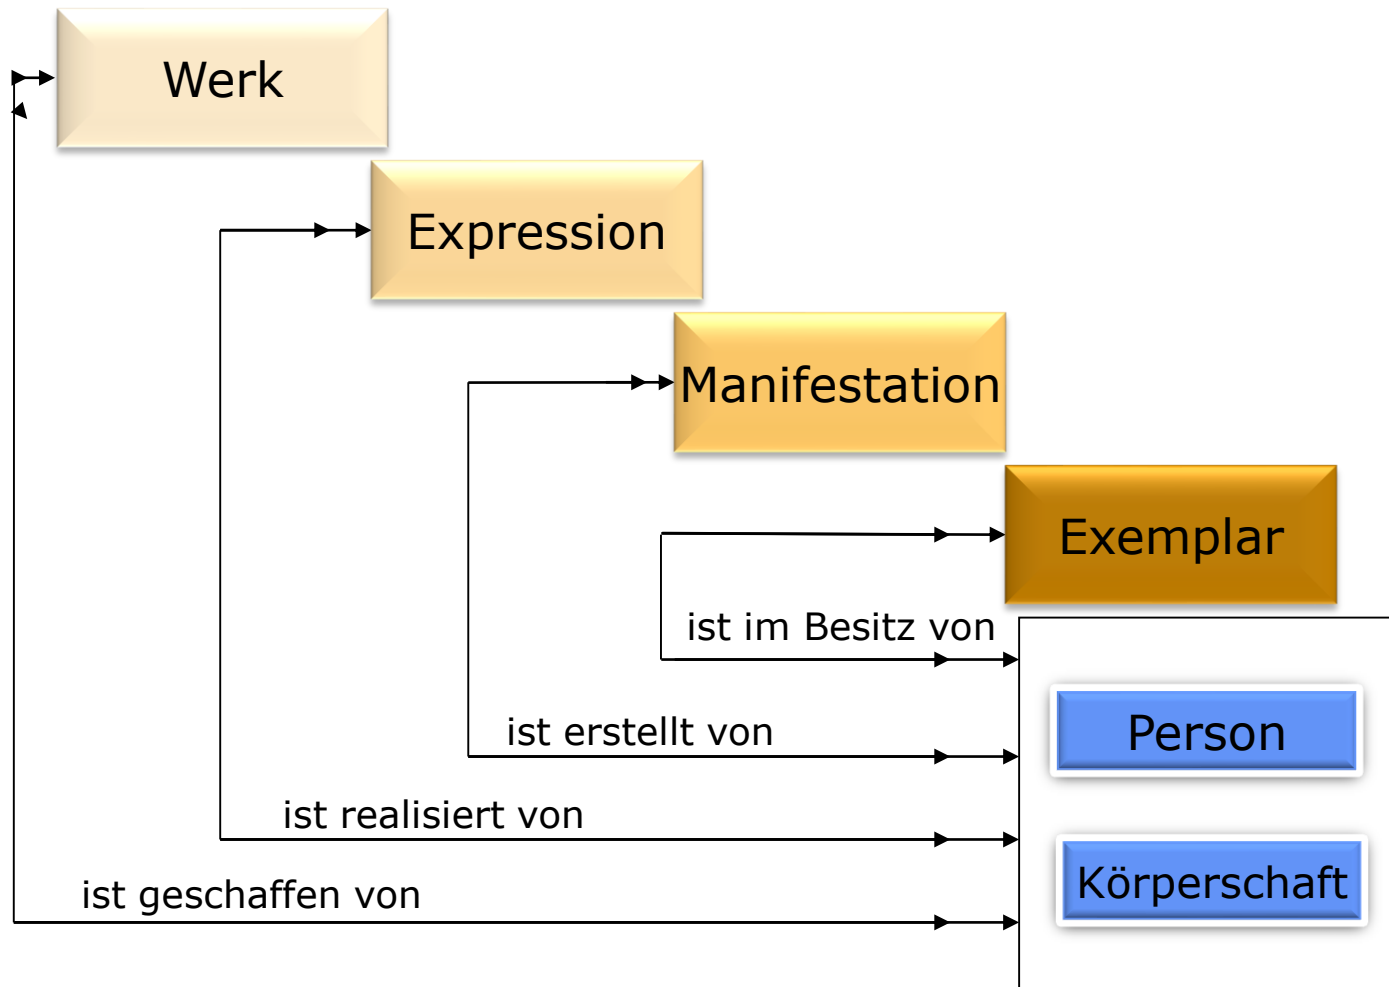 Werk
Expression
Manifestation
Exemplar
ist im Besitz von
Person
ist erstellt von
ist realisiert von
Körperschaft
ist geschaffen von